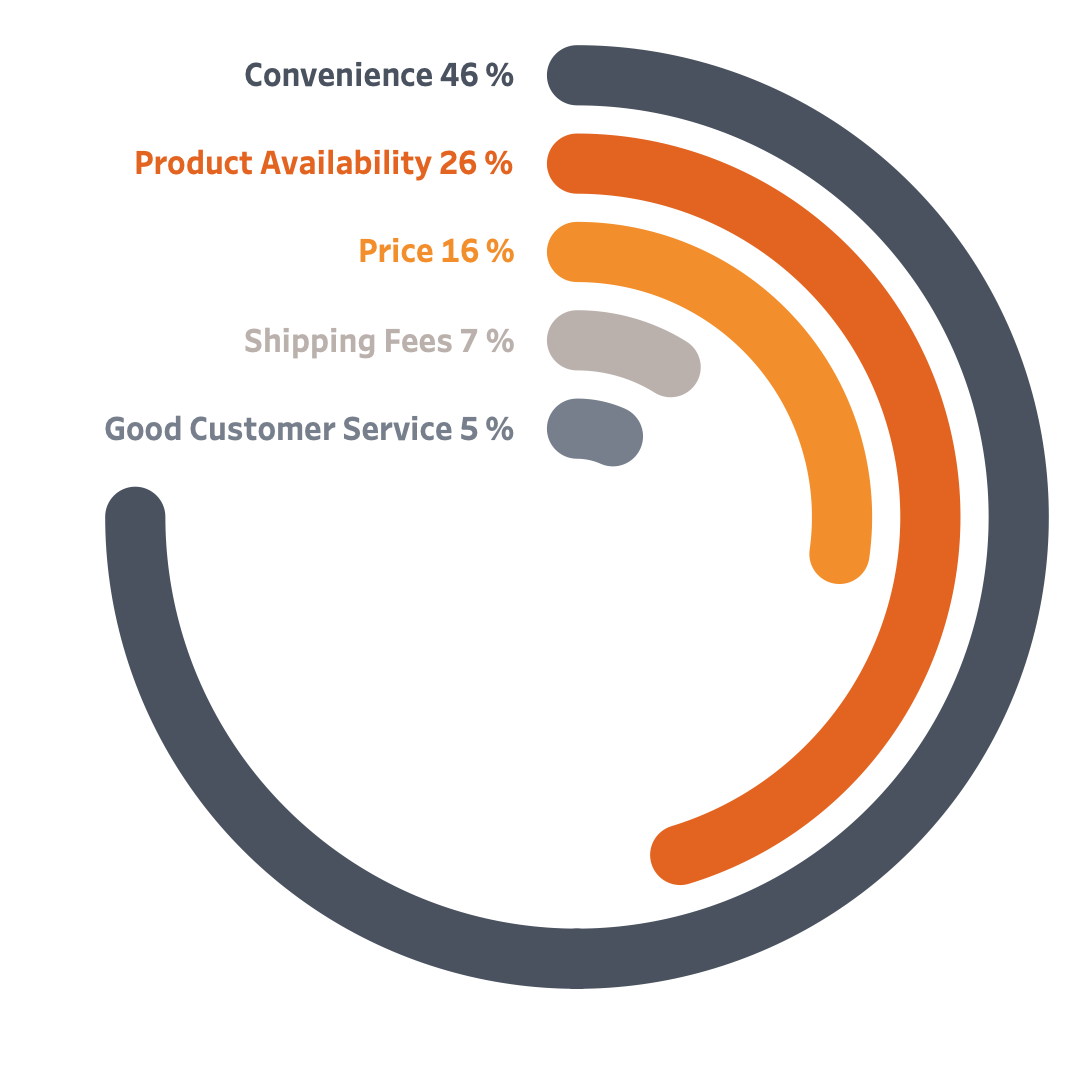 Convenience 46 %
Product Availability 26 %
Price 16 %
Shipping Fees 7 %
Good Customer Service 5 %